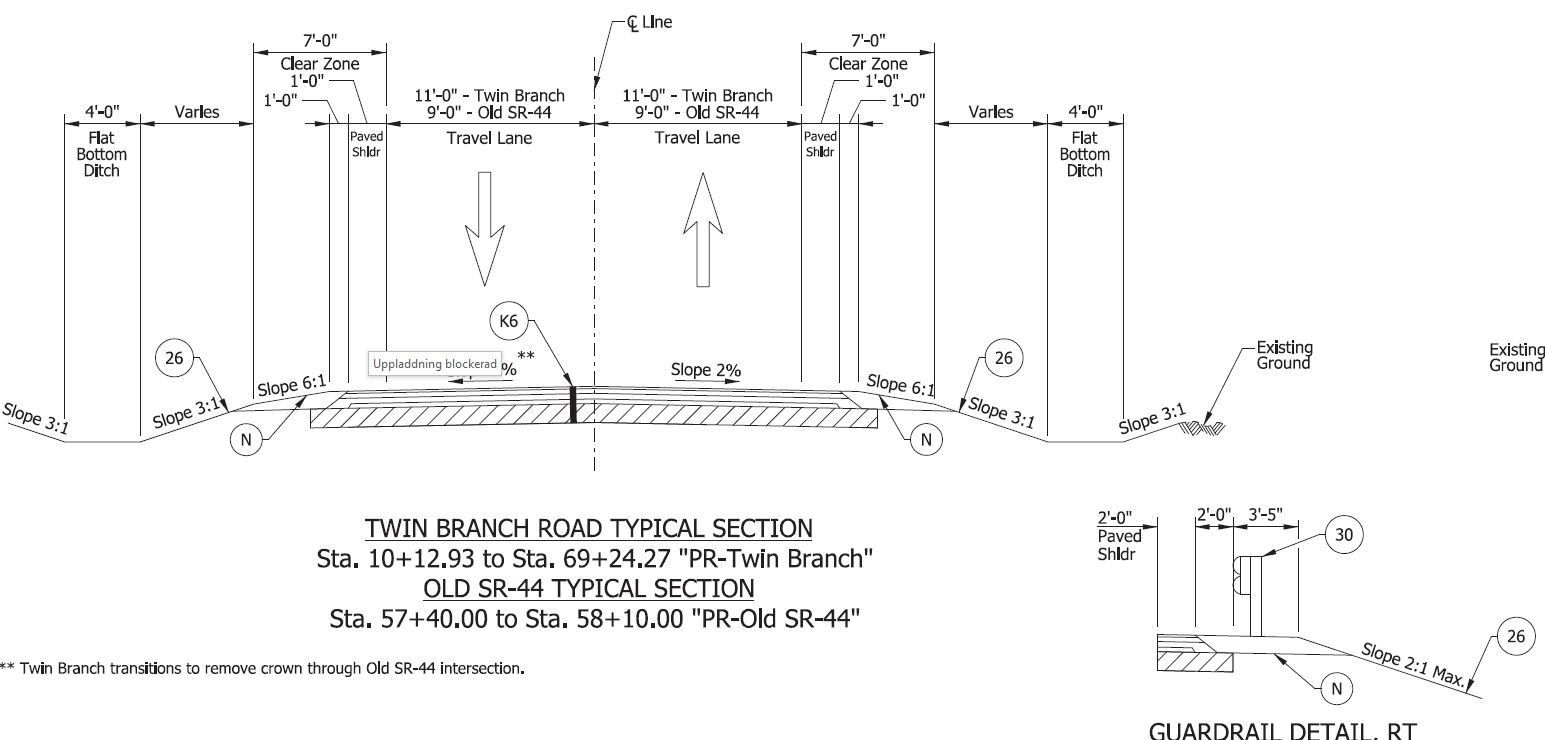 ℄ Line
7'-0"
Clear Zone
1'-0"
1'-0"
4'-0"
Flat
Bottom
Ditch
Varies
Paved
Shldr
11'-0" - Twin Branch
9'-0" - Old SR-44
Travel Lane
11'-0" - Twin Branch
9'-0" - Old SR-44
Travel Lane
7'-0"
Clear Zone
1'-0"
1'-0"
Paved
Shldr
Varies
4'-0"
Flat
Bottom
Ditch
K6
26
Uppladdning blockerad
% **
Slope 2%
26
Existing
Ground
Existing
Ground
Slope 3:1
Slope 3:1
Slope 6:1
N
Slope 6:1
N
Slope 3:1
Slope 3:1
TWIN BRANCH ROAD TYPICAL SECTION
Sta. 10+12.93 to Sta. 69+24.27 "PR-Twin Branch"
OLD SR-44 TYPICAL SECTION
Sta. 57+40.00 to Sta. 58+10.00 "PR-Old SR-44"
** Twin Branch transitions to remove crown through Old SR-44 intersection.
2'-0"
Paved
Shldr
2'-0"
3'-5"
30
26
Slope 2:1 Max.
N
GUARDRAIL DETAIL, RT